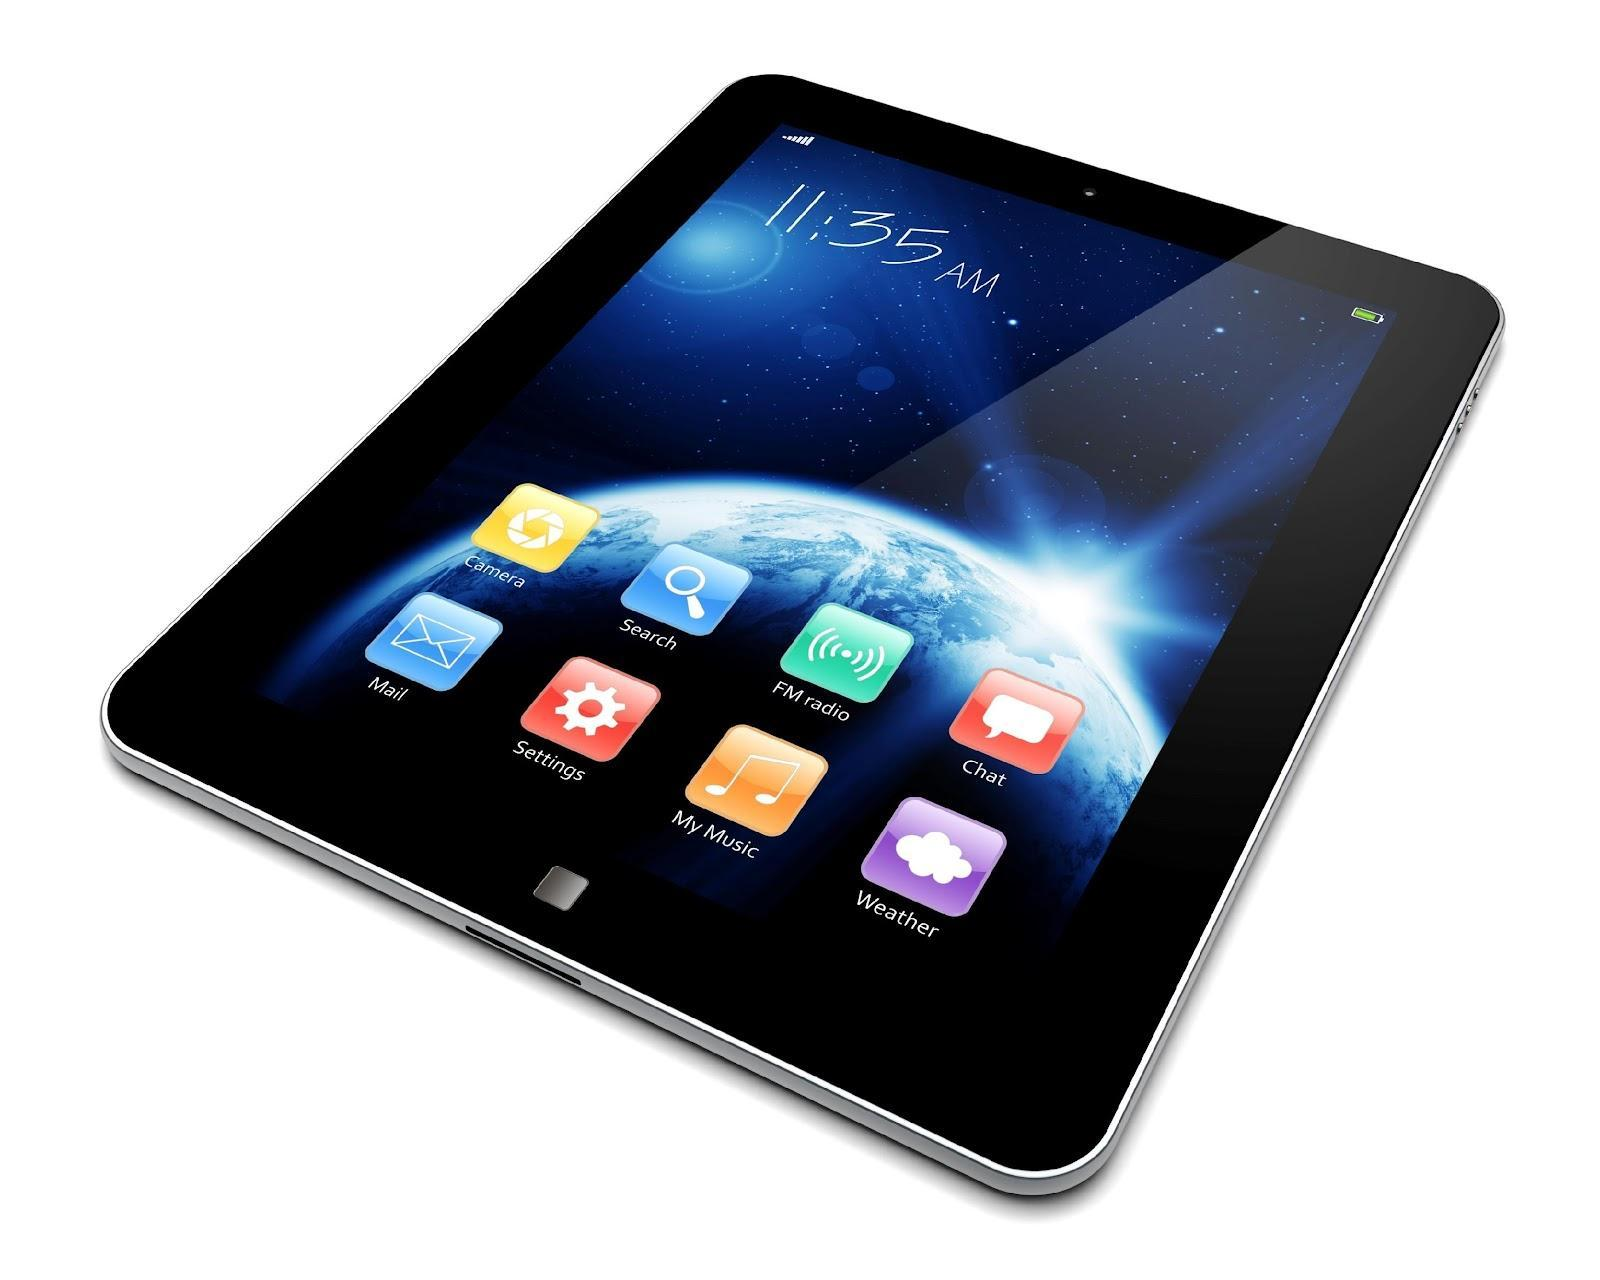 11:35 AM
Camera
Search
FM radio
Chat
Mail
Settings
My Music
Weather